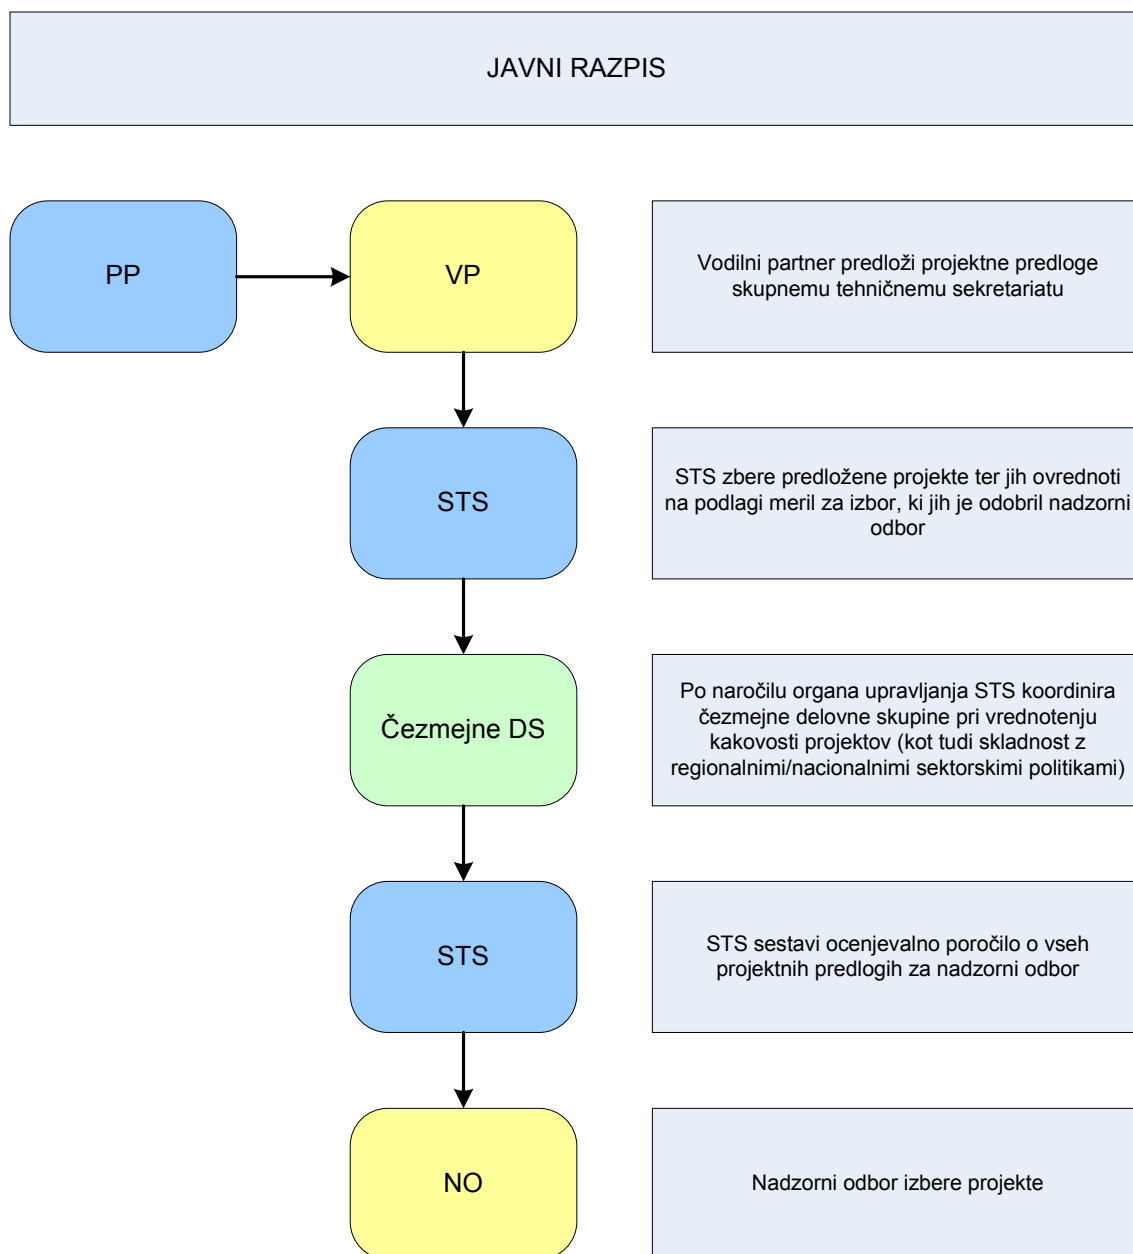 JAVNI RAZPIS
PP
VP
Vodilni partner predloži projektne predloge
skupnemu tehničnemu sekretariatu
STS
STS zbere predložene projekte ter jih ovrednoti
na podlagi meril za izbor, ki jih je odobril nadzorni
odbor
Čezmejne DS
Po naročilu organa upravljanja STS koordinira
čezmejne delovne skupine pri vrednotenju
kakovosti projektov (kot tudi skladnost z
regionalnimi/nacionalnimi sektorskimi politikami)
STS
STS sestavi ocenjevalno poročilo o vseh
projektnih predlogih za nadzorni odbor
NO
Nadzorni odbor izbere projekte